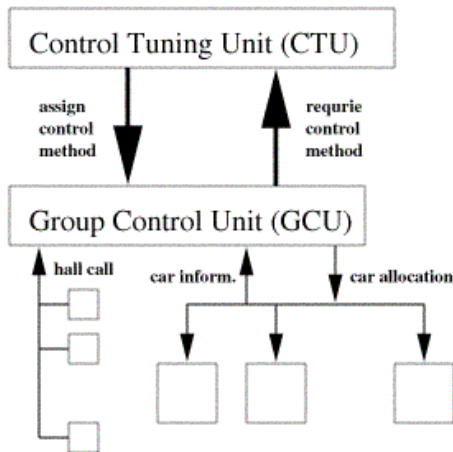 Control Tuning Unit (CTU)
assign
control
method
requrie
control
method
Group Control Unit (GCU)
hall call
car inform.
car allocation